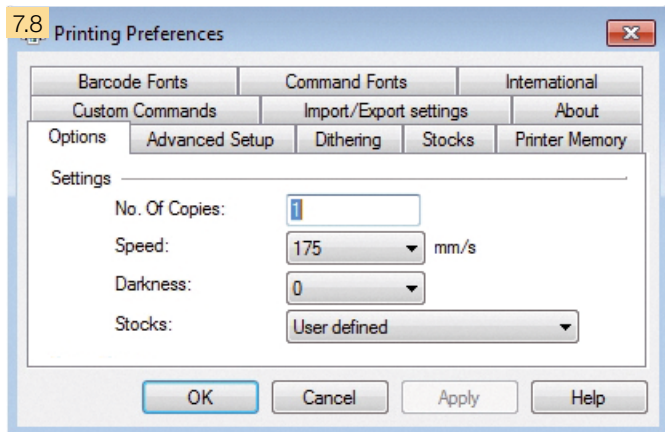 7.8
Printing Preferences
Barcode Fonts Command Fonts International
Custom Commands Import/Export settings About
Options Advanced Setup Dithering Stocks Printer Memory
Settings
No. Of Copies: 1
Speed: 175 mm/s
Darkness: 0
Stocks: User defined
OK Cancel Apply Help